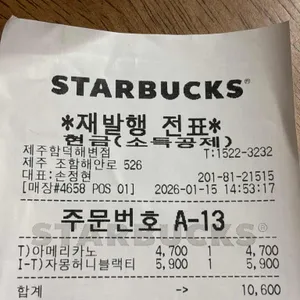 STARBUCKS®
*재발행 전표*
현금(소득공제)
제주함덕해변점 T:1522-3232
제주 조함해안로 526
대표:손정현 201-81-21515
[매장#4658 POS 01] 2026-01-15 14:53:17
주문번호 A-13
T)아메리카노 4,700 1 4,700
I-T)자몽허니블랙티 5,900 1 5,900
합계 -> 10,600